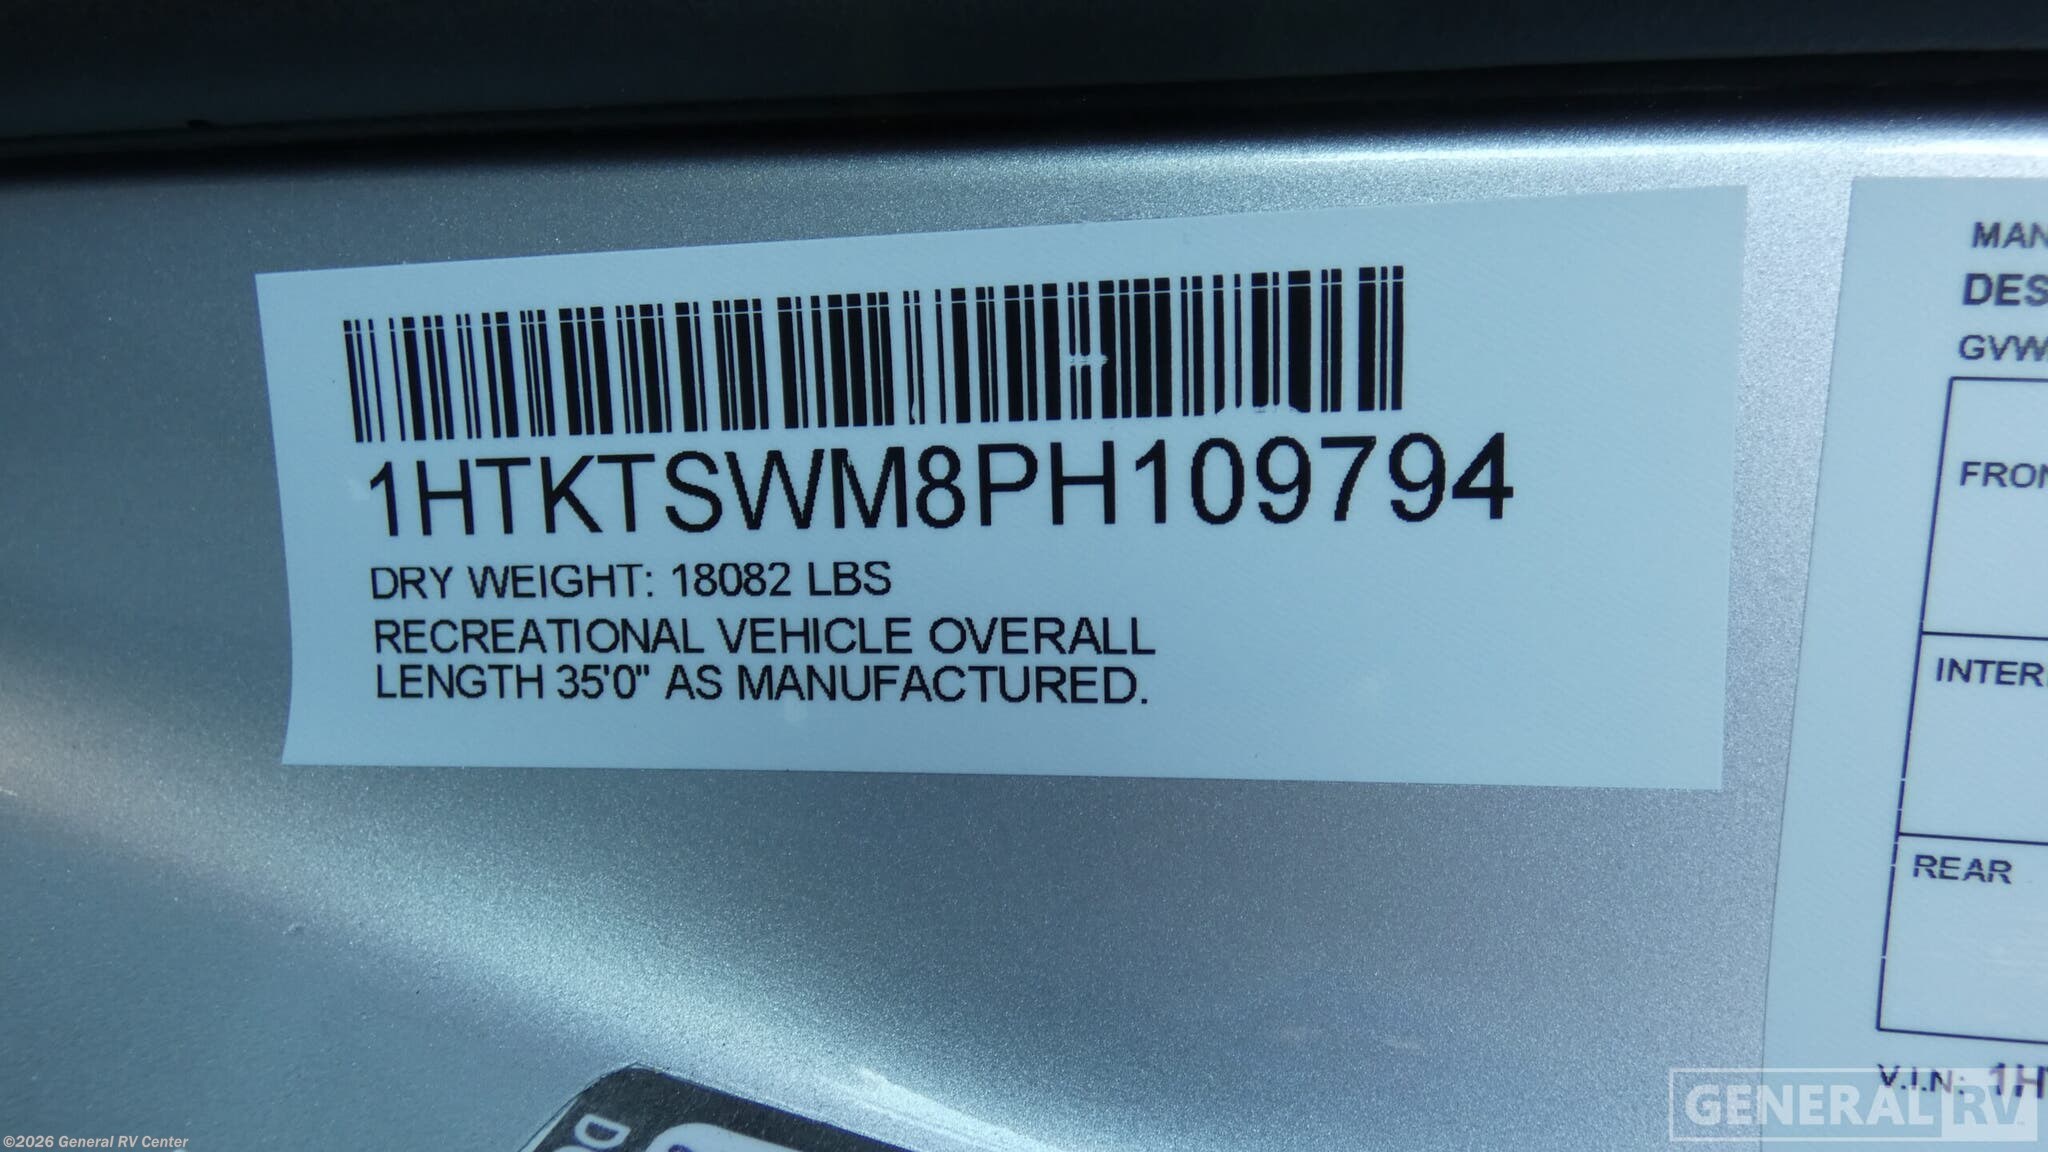 1HTKTSWM8PH109794
DRY WEIGHT: 18082 LBS
RECREATIONAL VEHICLE OVERALL
LENGTH 35'0" AS MANUFACTURED.
MAN
DES
GVW
FRON
INTER
REAR
V.I.N.: 1HT
D
GENERAL RV
©2026 General RV Center